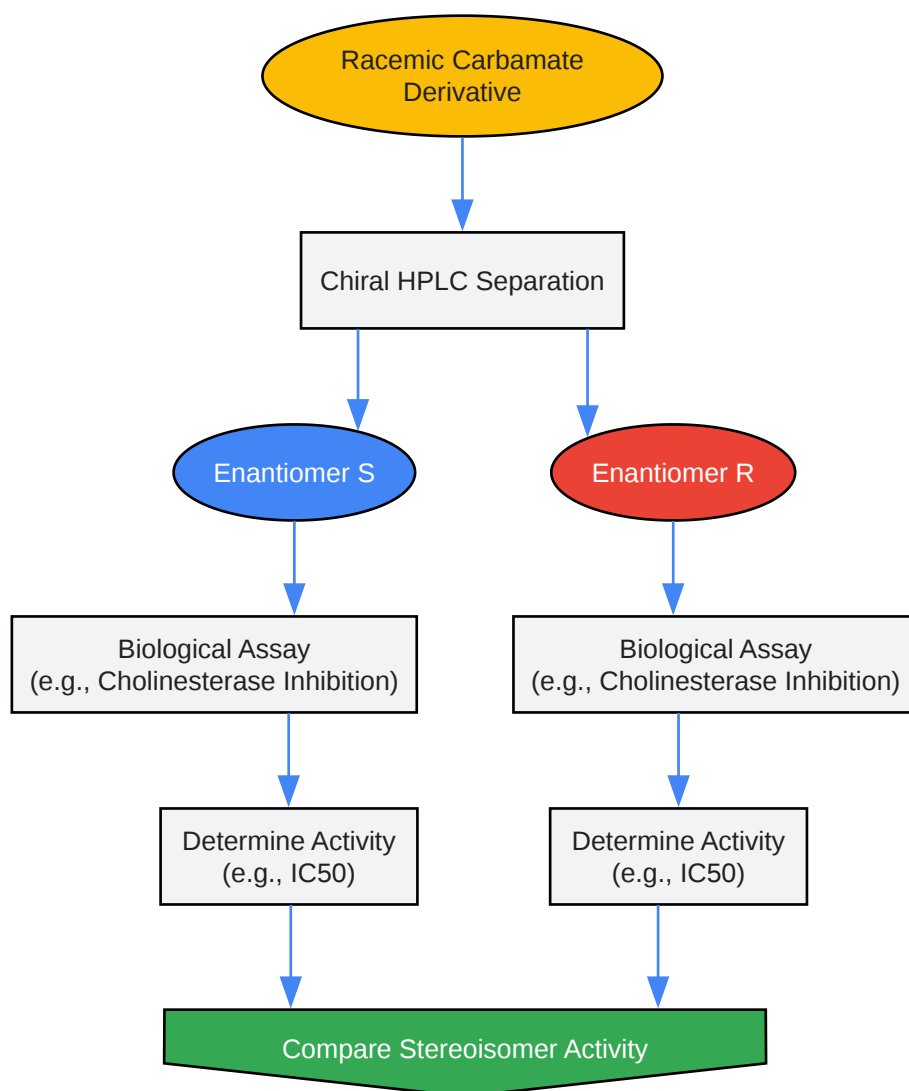 Racemic Carbamate
Derivative
Chiral HPLC Separation
Enantiomer S
Enantiomer R
Biological Assay
(e.g., Cholinesterase Inhibition)
Biological Assay
(e.g., Cholinesterase Inhibition)
Determine Activity
(e.g., IC50)
Determine Activity
(e.g., IC50)
Compare Stereoisomer Activity